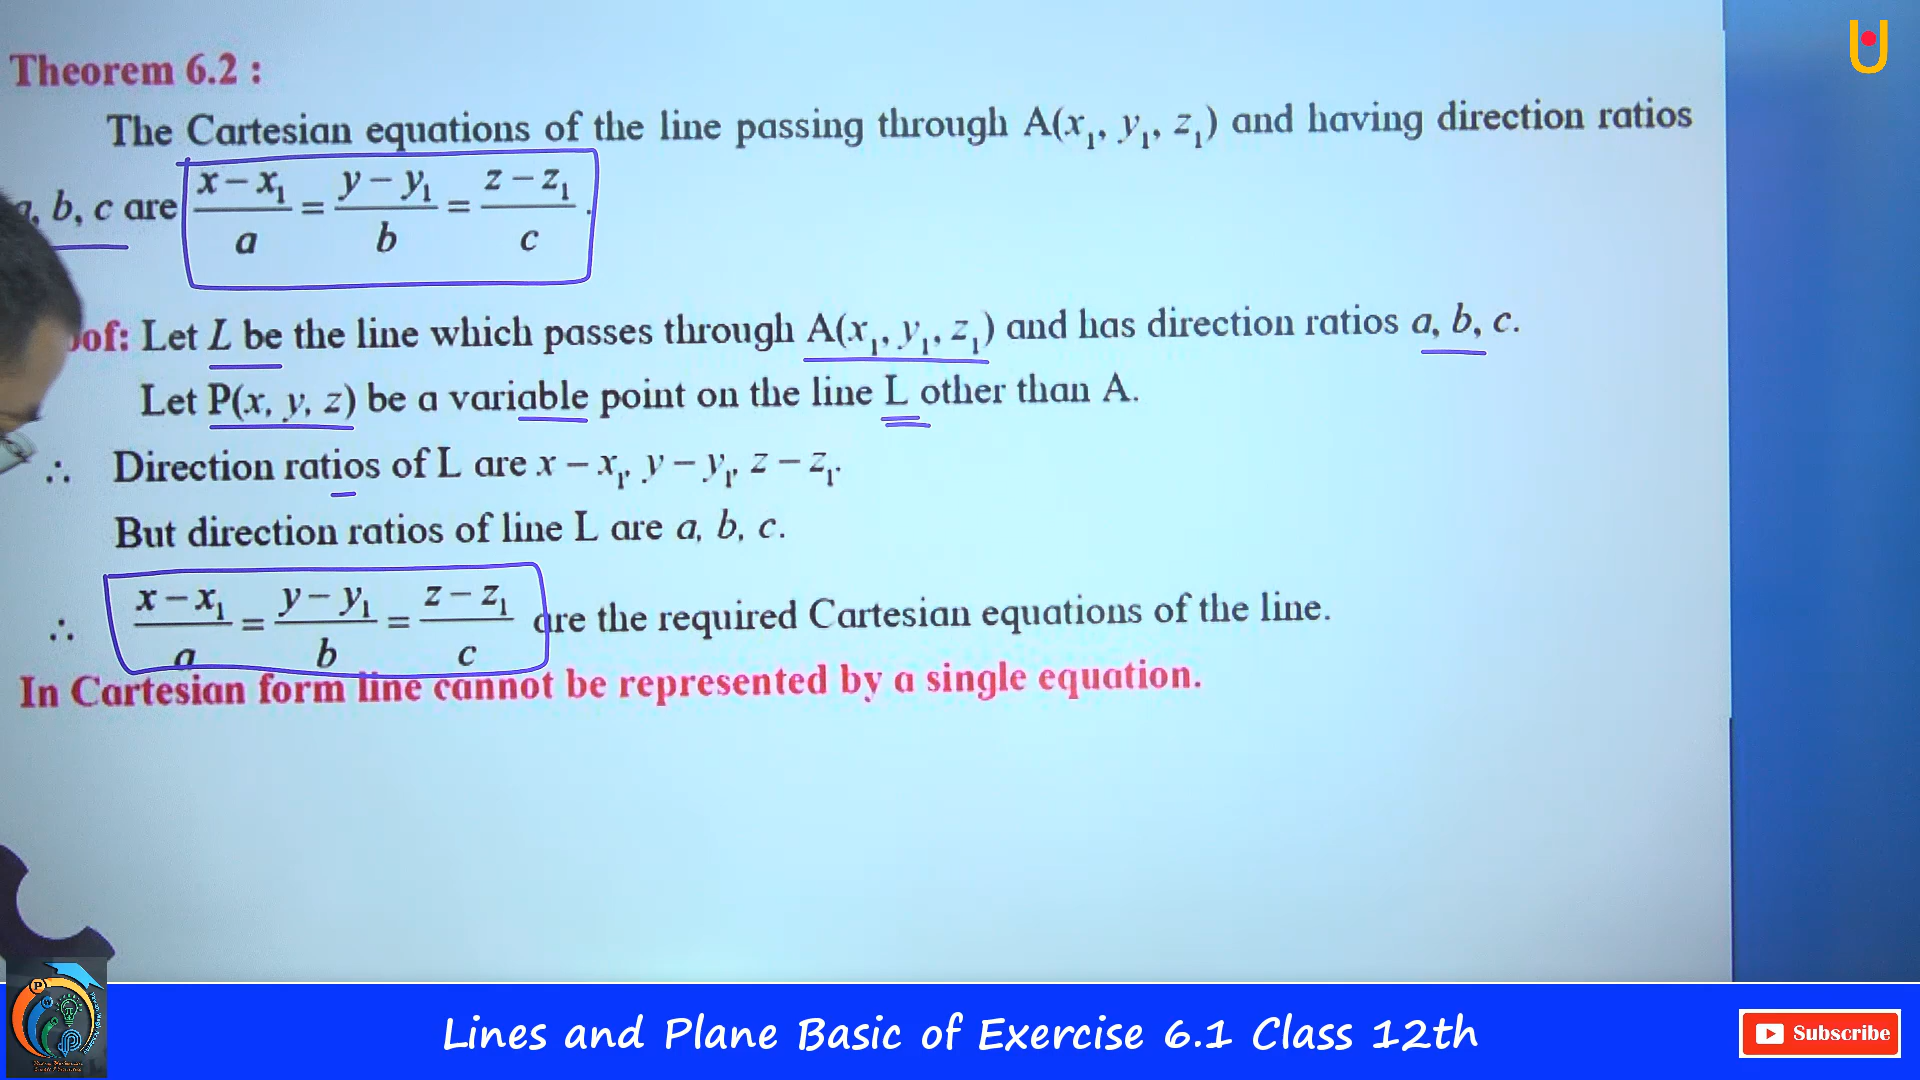 Theorem 6.2 :
The Cartesian equations of the line passing through A(x₁, y₁, z₁) and having direction ratios
, b, c are (x − x₁)/a = (y − y₁)/b = (z − z₁)/c .
of: Let L be the line which passes through A(x₁, y₁, z₁) and has direction ratios a, b, c.
Let P(x, y, z) be a variable point on the line L other than A.
∴ Direction ratios of L are x − x₁, y − y₁, z − z₁.
But direction ratios of line L are a, b, c.
∴ (x − x₁)/a = (y − y₁)/b = (z − z₁)/c are the required Cartesian equations of the line.
In Cartesian form line cannot be represented by a single equation.
Lines and Plane Basic of Exercise 6.1 Class 12th
Subscribe